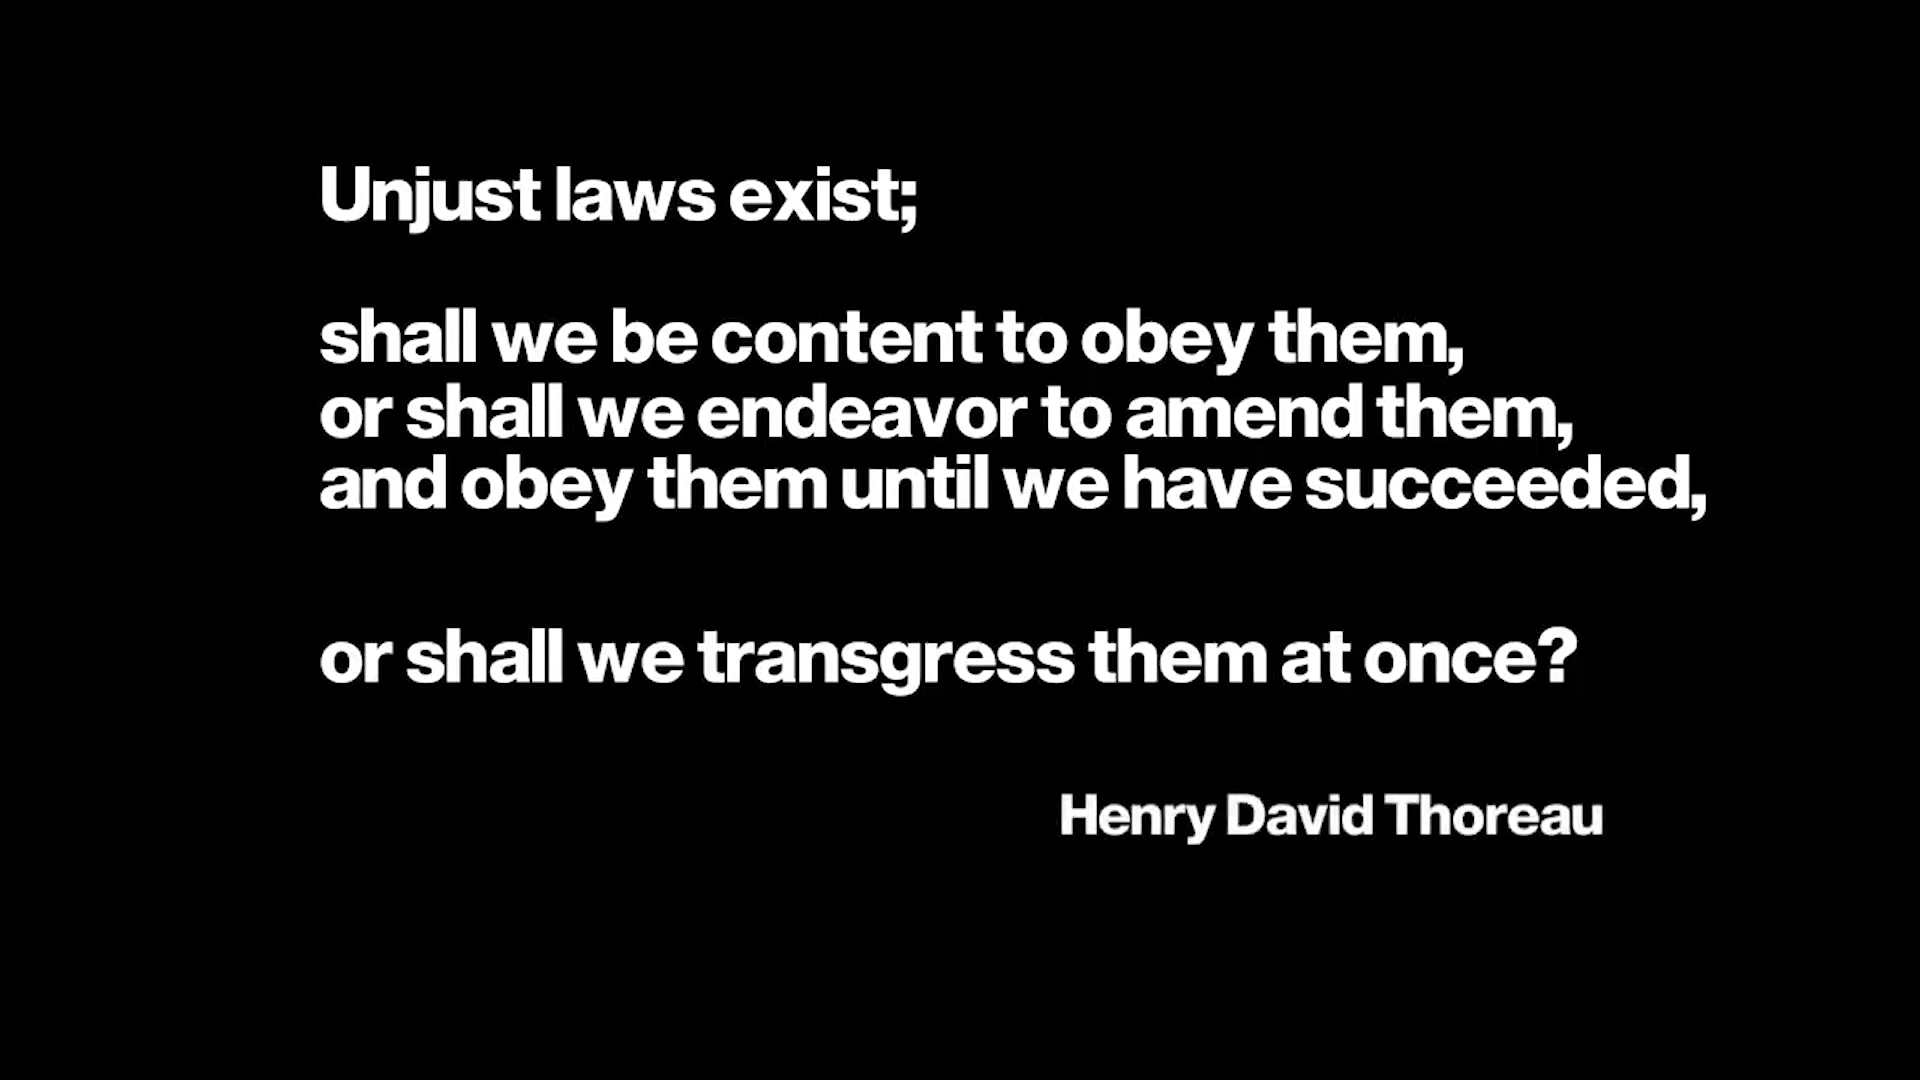 Unjust laws exist;
shall we be content to obey them,
or shall we endeavor to amend them,
and obey them until we have succeeded,
or shall we transgress them at once?
Henry David Thoreau